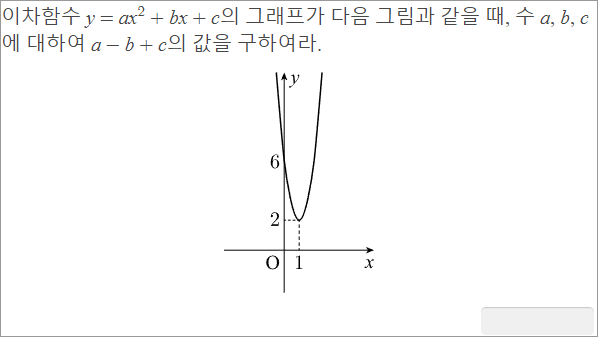 이차함수 y = ax² + bx + c의 그래프가 다음 그림과 같을 때, 수 a, b, c
에 대하여 a − b + c의 값을 구하여라.
y
6
2
O 1 x